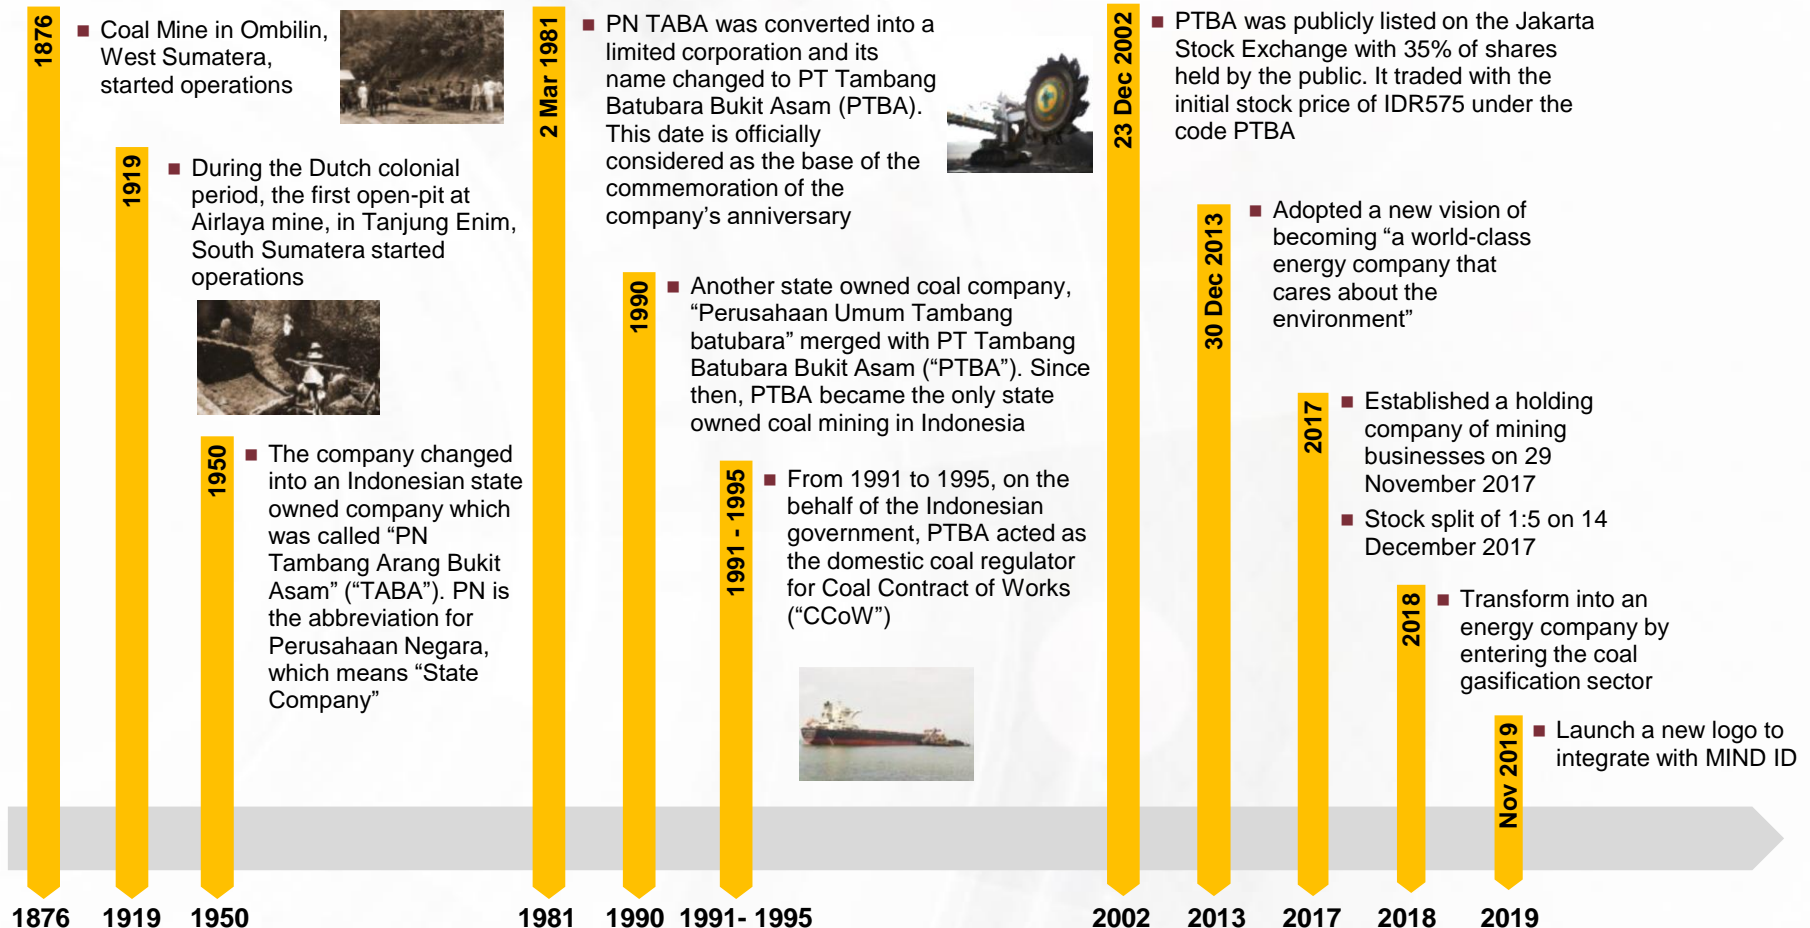 1876
Coal Mine in Ombilin,
West Sumatera,
started operations
1919
During the Dutch colonial
period, the first open-pit at
Airlaya mine, in Tanjung Enim,
South Sumatera started
operations
1950
The company changed
into an Indonesian state
owned company which
was called “PN
Tambang Arang Bukit
Asam” (“TABA”). PN is
the abbreviation for
Perusahaan Negara,
which means “State
Company”
2 Mar 1981
PN TABA was converted into a
limited corporation and its
name changed to PT Tambang
Batubara Bukit Asam (PTBA).
This date is officially
considered as the base of the
commemoration of the
company’s anniversary
1990
Another state owned coal company,
“Perusahaan Umum Tambang
batubara” merged with PT Tambang
Batubara Bukit Asam (“PTBA”). Since
then, PTBA became the only state
owned coal mining in Indonesia
1991 - 1995
From 1991 to 1995, on the
behalf of the Indonesian
government, PTBA acted as
the domestic coal regulator
for Coal Contract of Works
(“CCoW”)
23 Dec 2002
PTBA was publicly listed on the Jakarta
Stock Exchange with 35% of shares
held by the public. It traded with the
initial stock price of IDR575 under the
code PTBA
30 Dec 2013
Adopted a new vision of
becoming “a world-class
energy company that
cares about the
environment”
2017
Established a holding
company of mining
businesses on 29
November 2017
Stock split of 1:5 on 14
December 2017
2018
Transform into an
energy company by
entering the coal
gasification sector
Nov 2019
Launch a new logo to
integrate with MIND ID
1876 1919 1950 1981 1990 1991- 1995 2002 2013 2017 2018 2019